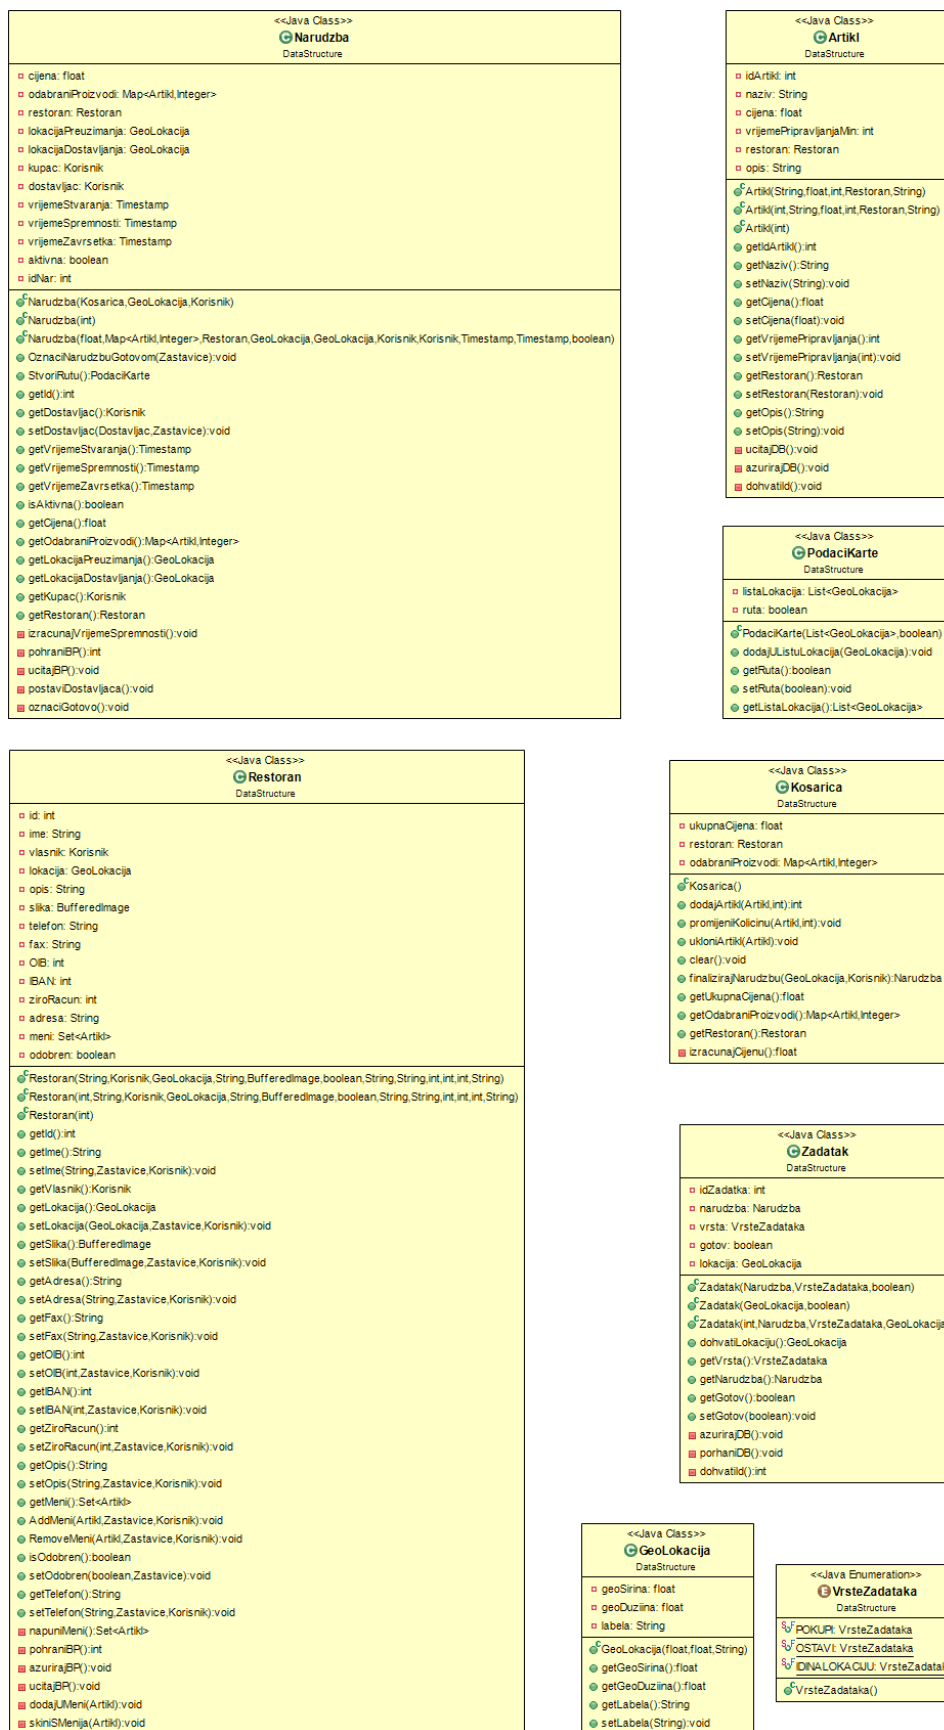 <<Java Class>>
Narudzba
DataStructure
cijena: float
odabraniProizvodi: Map<Artikl,Integer>
restoran: Restoran
lokacijaPreuzimanja: GeoLokacija
lokacijaDostavljanja: GeoLokacija
kupac: Korisnik
dostavljac: Korisnik
vrijemeStvaranja: Timestamp
vrijemeSpremnosti: Timestamp
vrijemeZavrsetka: Timestamp
aktivna: boolean
idNar: int
Narudzba(Kosarica,GeoLokacija,Korisnik)
Narudzba(int)
Narudzba(float,Map<Artikl,Integer>,Restoran,GeoLokacija,GeoLokacija,Korisnik,Korisnik,Timestamp,Timestamp,boolean)
OznaciNarudzbuGotovom(Zastavice):void
StvoriRutu():PodaciKarte
getId():int
getDostavljac():Korisnik
setDostavljac(Dostavljac,Zastavice):void
getVrijemeStvaranja():Timestamp
getVrijemeSpremnosti():Timestamp
getVrijemeZavrsetka():Timestamp
isAktivna():boolean
getCijena():float
getOdabraniProizvodi():Map<Artikl,Integer>
getLokacijaPreuzimanja():GeoLokacija
getLokacijaDostavljanja():GeoLokacija
getKupac():Korisnik
getRestoran():Restoran
izracunajVrijemeSpremnosti():void
pohraniBP():int
ucitajBP():void
postaviDostavljaca():void
oznaciGotovo():void
<<Java Class>>
Artikl
DataStructure
idArtikl: int
naziv: String
cijena: float
vrijemePripravljanjaMin: int
restoran: Restoran
opis: String
Artikl(String,float,int,Restoran,String)
Artikl(int,String,float,int,Restoran,String)
Artikl(int)
getIdArtikl():int
getNaziv():String
setNaziv(String):void
getCijena():float
setCijena(float):void
getVrijemePripravljanja():int
setVrijemePripravljanja(int):void
getRestoran():Restoran
setRestoran(Restoran):void
getOpis():String
setOpis(String):void
ucitajDB():void
azurirajDB():void
dohvatiId():void
<<Java Class>>
PodaciKarte
DataStructure
listaLokacija: List<GeoLokacija>
ruta: boolean
PodaciKarte(List<GeoLokacija>,boolean)
dodajUListuLokacija(GeoLokacija):void
getRuta():boolean
setRuta(boolean):void
getListaLokacija():List<GeoLokacija>
<<Java Class>>
Restoran
DataStructure
id: int
ime: String
vlasnik: Korisnik
lokacija: GeoLokacija
opis: String
slika: BufferedImage
telefon: String
fax: String
OIB: int
IBAN: int
ziroRacun: int
adresa: String
meni: Set<Artikl>
odobren: boolean
Restoran(String,Korisnik,GeoLokacija,String,BufferedImage,boolean,String,String,int,int,int,String)
Restoran(int,String,Korisnik,GeoLokacija,String,BufferedImage,boolean,String,String,int,int,int,String)
Restoran(int)
getId():int
getIme():String
setIme(String,Zastavice,Korisnik):void
getVlasnik():Korisnik
getLokacija():GeoLokacija
setLokacija(GeoLokacija,Zastavice,Korisnik):void
getSlika():BufferedImage
setSlika(BufferedImage,Zastavice,Korisnik):void
getAdresa():String
setAdresa(String,Zastavice,Korisnik):void
getFax():String
setFax(String,Zastavice,Korisnik):void
getOIB():int
setOIB(int,Zastavice,Korisnik):void
getIBAN():int
setIBAN(int,Zastavice,Korisnik):void
getZiroRacun():int
setZiroRacun(int,Zastavice,Korisnik):void
getOpis():String
setOpis(String,Zastavice,Korisnik):void
getMeni():Set<Artikl>
AddMeni(Artikl,Zastavice,Korisnik):void
RemoveMeni(Artikl,Zastavice,Korisnik):void
isOdobren():boolean
setOdobren(boolean,Zastavice):void
getTelefon():String
setTelefon(String,Zastavice,Korisnik):void
napuniMeni():Set<Artikl>
pohraniBP():int
azurirajBP():void
ucitajBP():void
dodajUMeni(Artikl):void
skiniSMenija(Artikl):void
<<Java Class>>
Kosarica
DataStructure
ukupnaCijena: float
restoran: Restoran
odabraniProizvodi: Map<Artikl,Integer>
Kosarica()
dodajArtikl(Artikl,int):int
promijeniKolicinu(Artikl,int):void
ukloniArtikl(Artikl):void
clear():void
finalizirajNarudzbu(GeoLokacija,Korisnik):Narudzba
getUkupnaCijena():float
getOdabraniProizvodi():Map<Artikl,Integer>
getRestoran():Restoran
izracunajCijenu():float
<<Java Class>>
Zadatak
DataStructure
idZadatka: int
narudzba: Narudzba
vrsta: VrsteZadataka
gotov: boolean
lokacija: GeoLokacija
Zadatak(Narudzba,VrsteZadataka,boolean)
Zadatak(GeoLokacija,boolean)
Zadatak(int,Narudzba,VrsteZadataka,GeoLokacija
dohvatiLokaciju():GeoLokacija
getVrsta():VrsteZadataka
getNarudzba():Narudzba
getGotov():boolean
setGotov(boolean):void
azurirajDB():void
porhaniDB():void
dohvatiId():int
<<Java Class>>
GeoLokacija
DataStructure
geoSirina: float
geoDuziina: float
labela: String
GeoLokacija(float,float,String)
getGeoSirina():float
getGeoDuziina():float
getLabela():String
setLabela(String):void
<<Java Enumeration>>
VrsteZadataka
DataStructure
POKUPI: VrsteZadataka
OSTAVI: VrsteZadataka
IDINALOKACIJU: VrsteZadatak
VrsteZadataka()